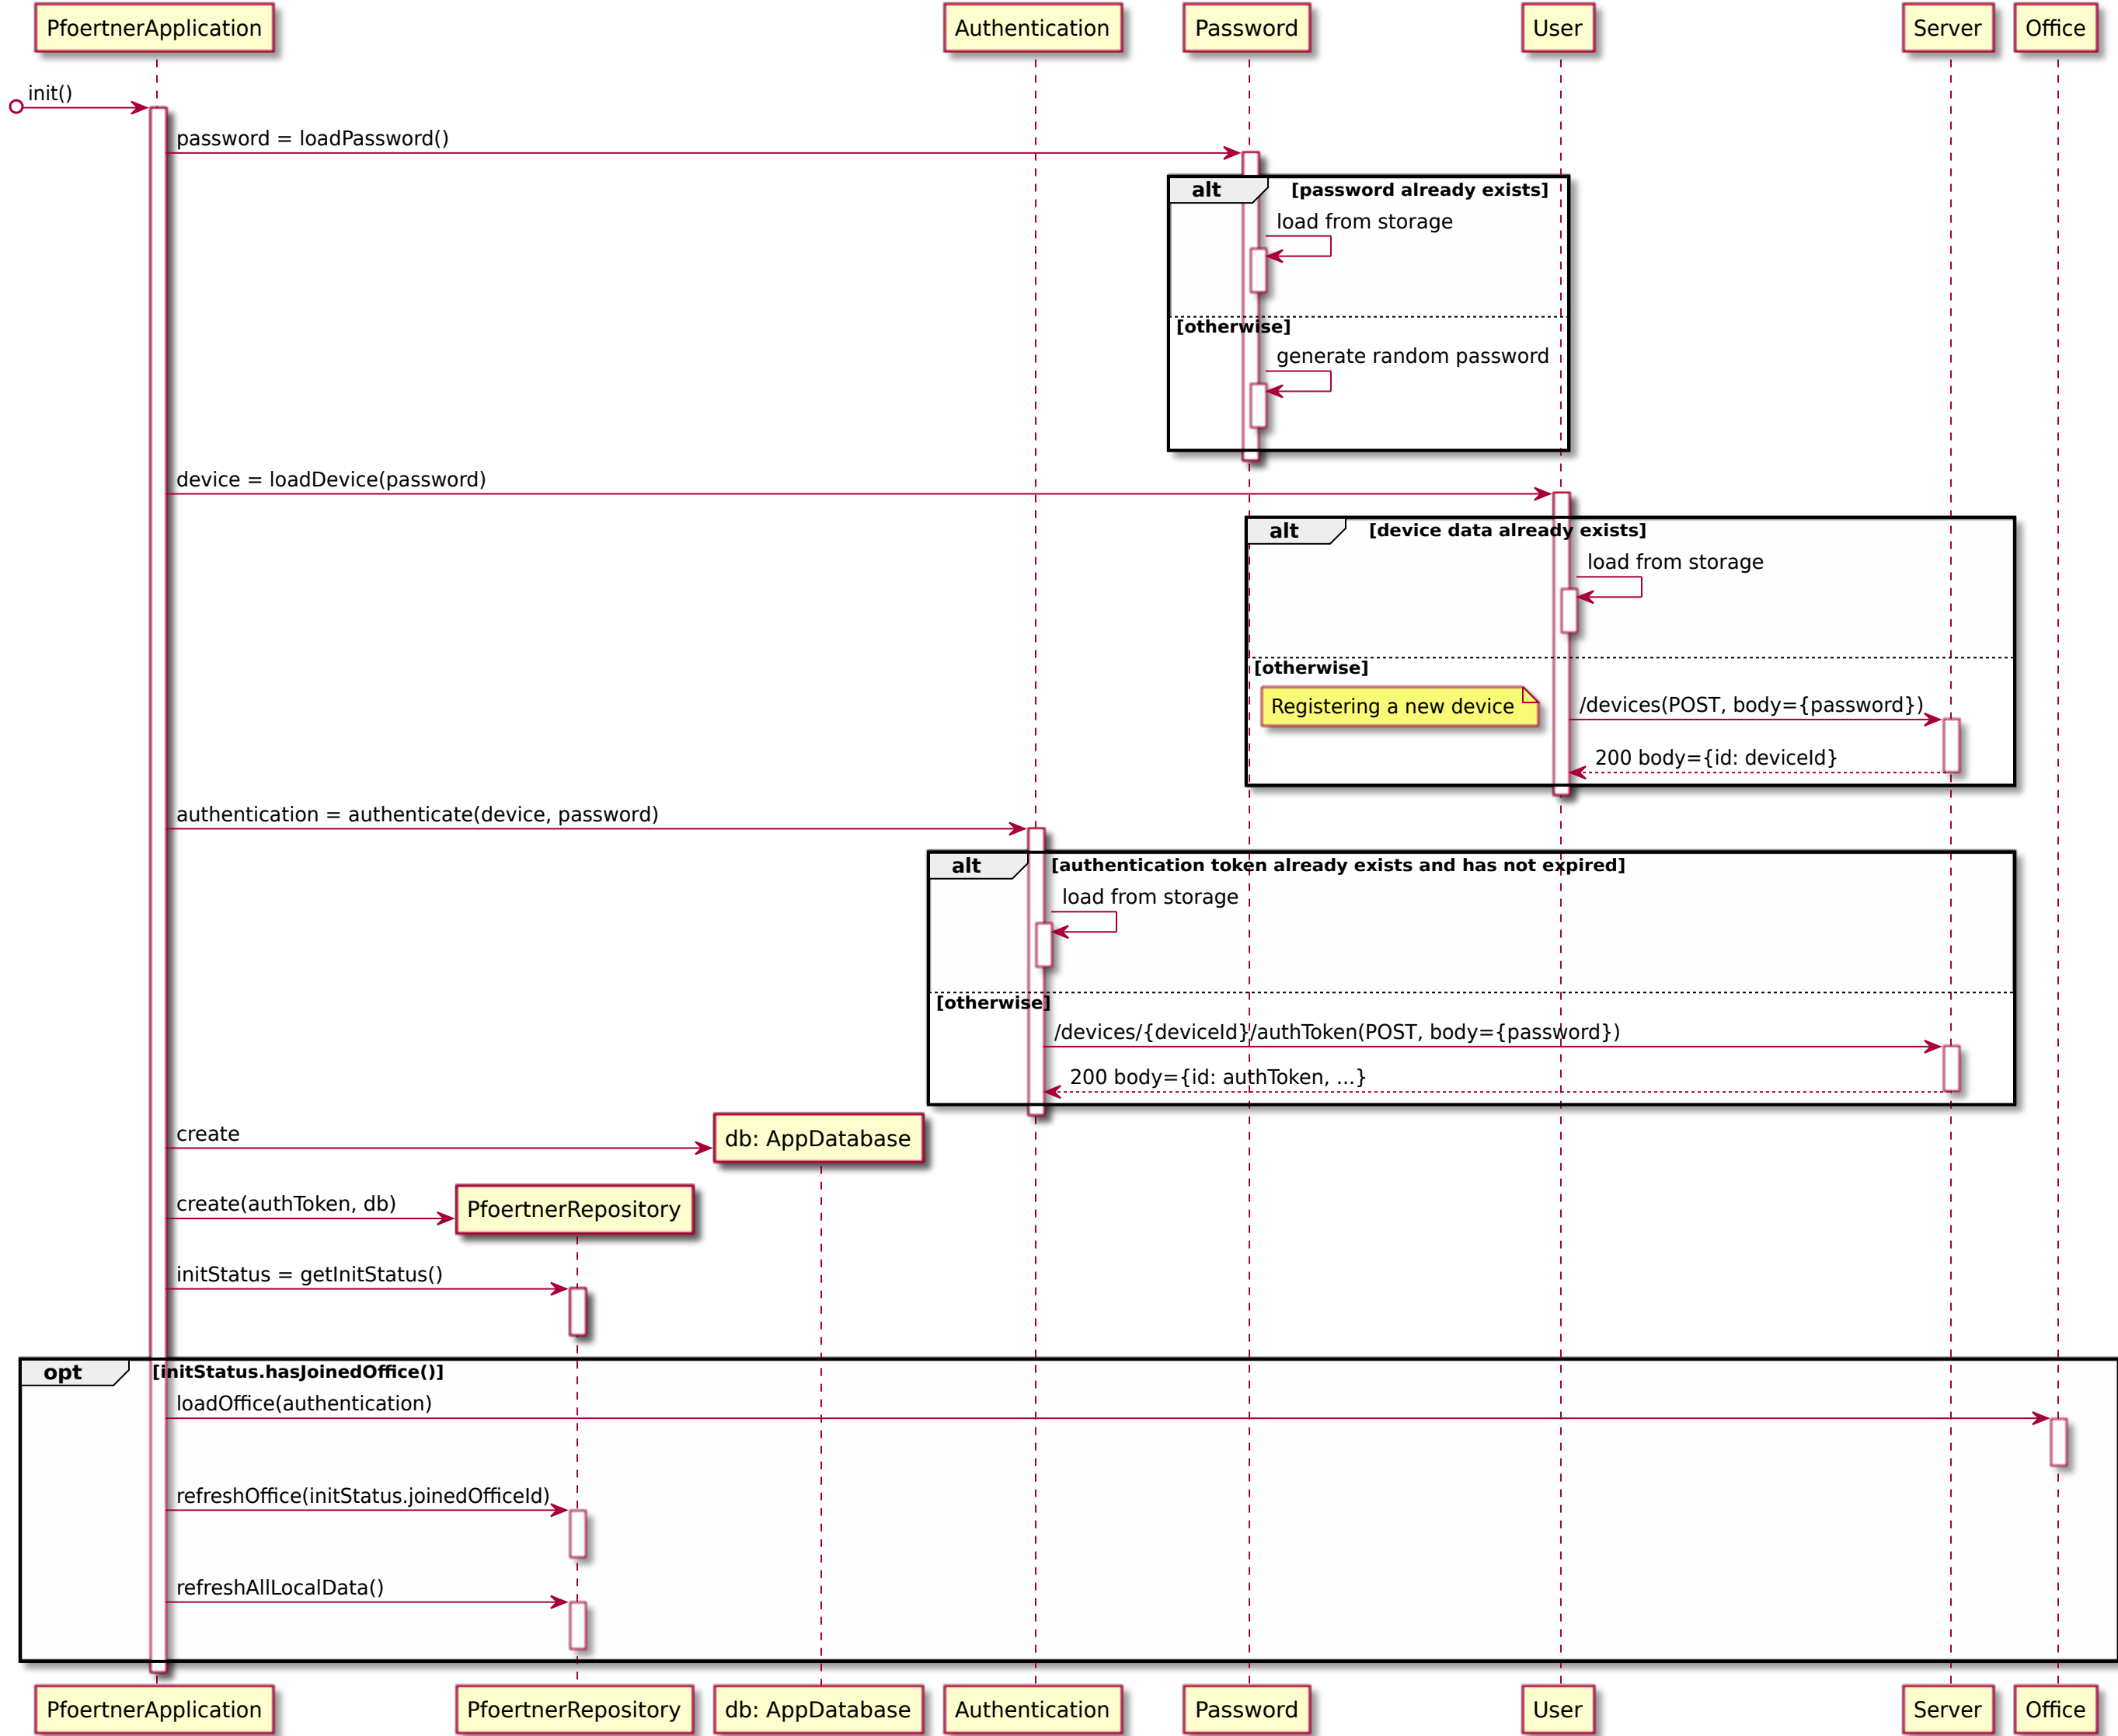 PfoertnerApplication
Authentication
Password
User
Server
Office
init()
password = loadPassword()
alt
[password already exists]
load from storage
[otherwise]
generate random password
device = loadDevice(password)
alt
[device data already exists]
load from storage
[otherwise]
Registering a new device
/devices(POST, body={password})
200 body={id: deviceId}
authentication = authenticate(device, password)
alt
[authentication token already exists and has not expired]
load from storage
[otherwise]
/devices/{deviceId}/authToken(POST, body={password})
200 body={id: authToken, ...}
create
db: AppDatabase
create(authToken, db)
PfoertnerRepository
initStatus = getInitStatus()
opt
[initStatus.hasJoinedOffice()]
loadOffice(authentication)
refreshOffice(initStatus.joinedOfficeId)
refreshAllLocalData()
PfoertnerApplication
PfoertnerRepository
db: AppDatabase
Authentication
Password
User
Server
Office